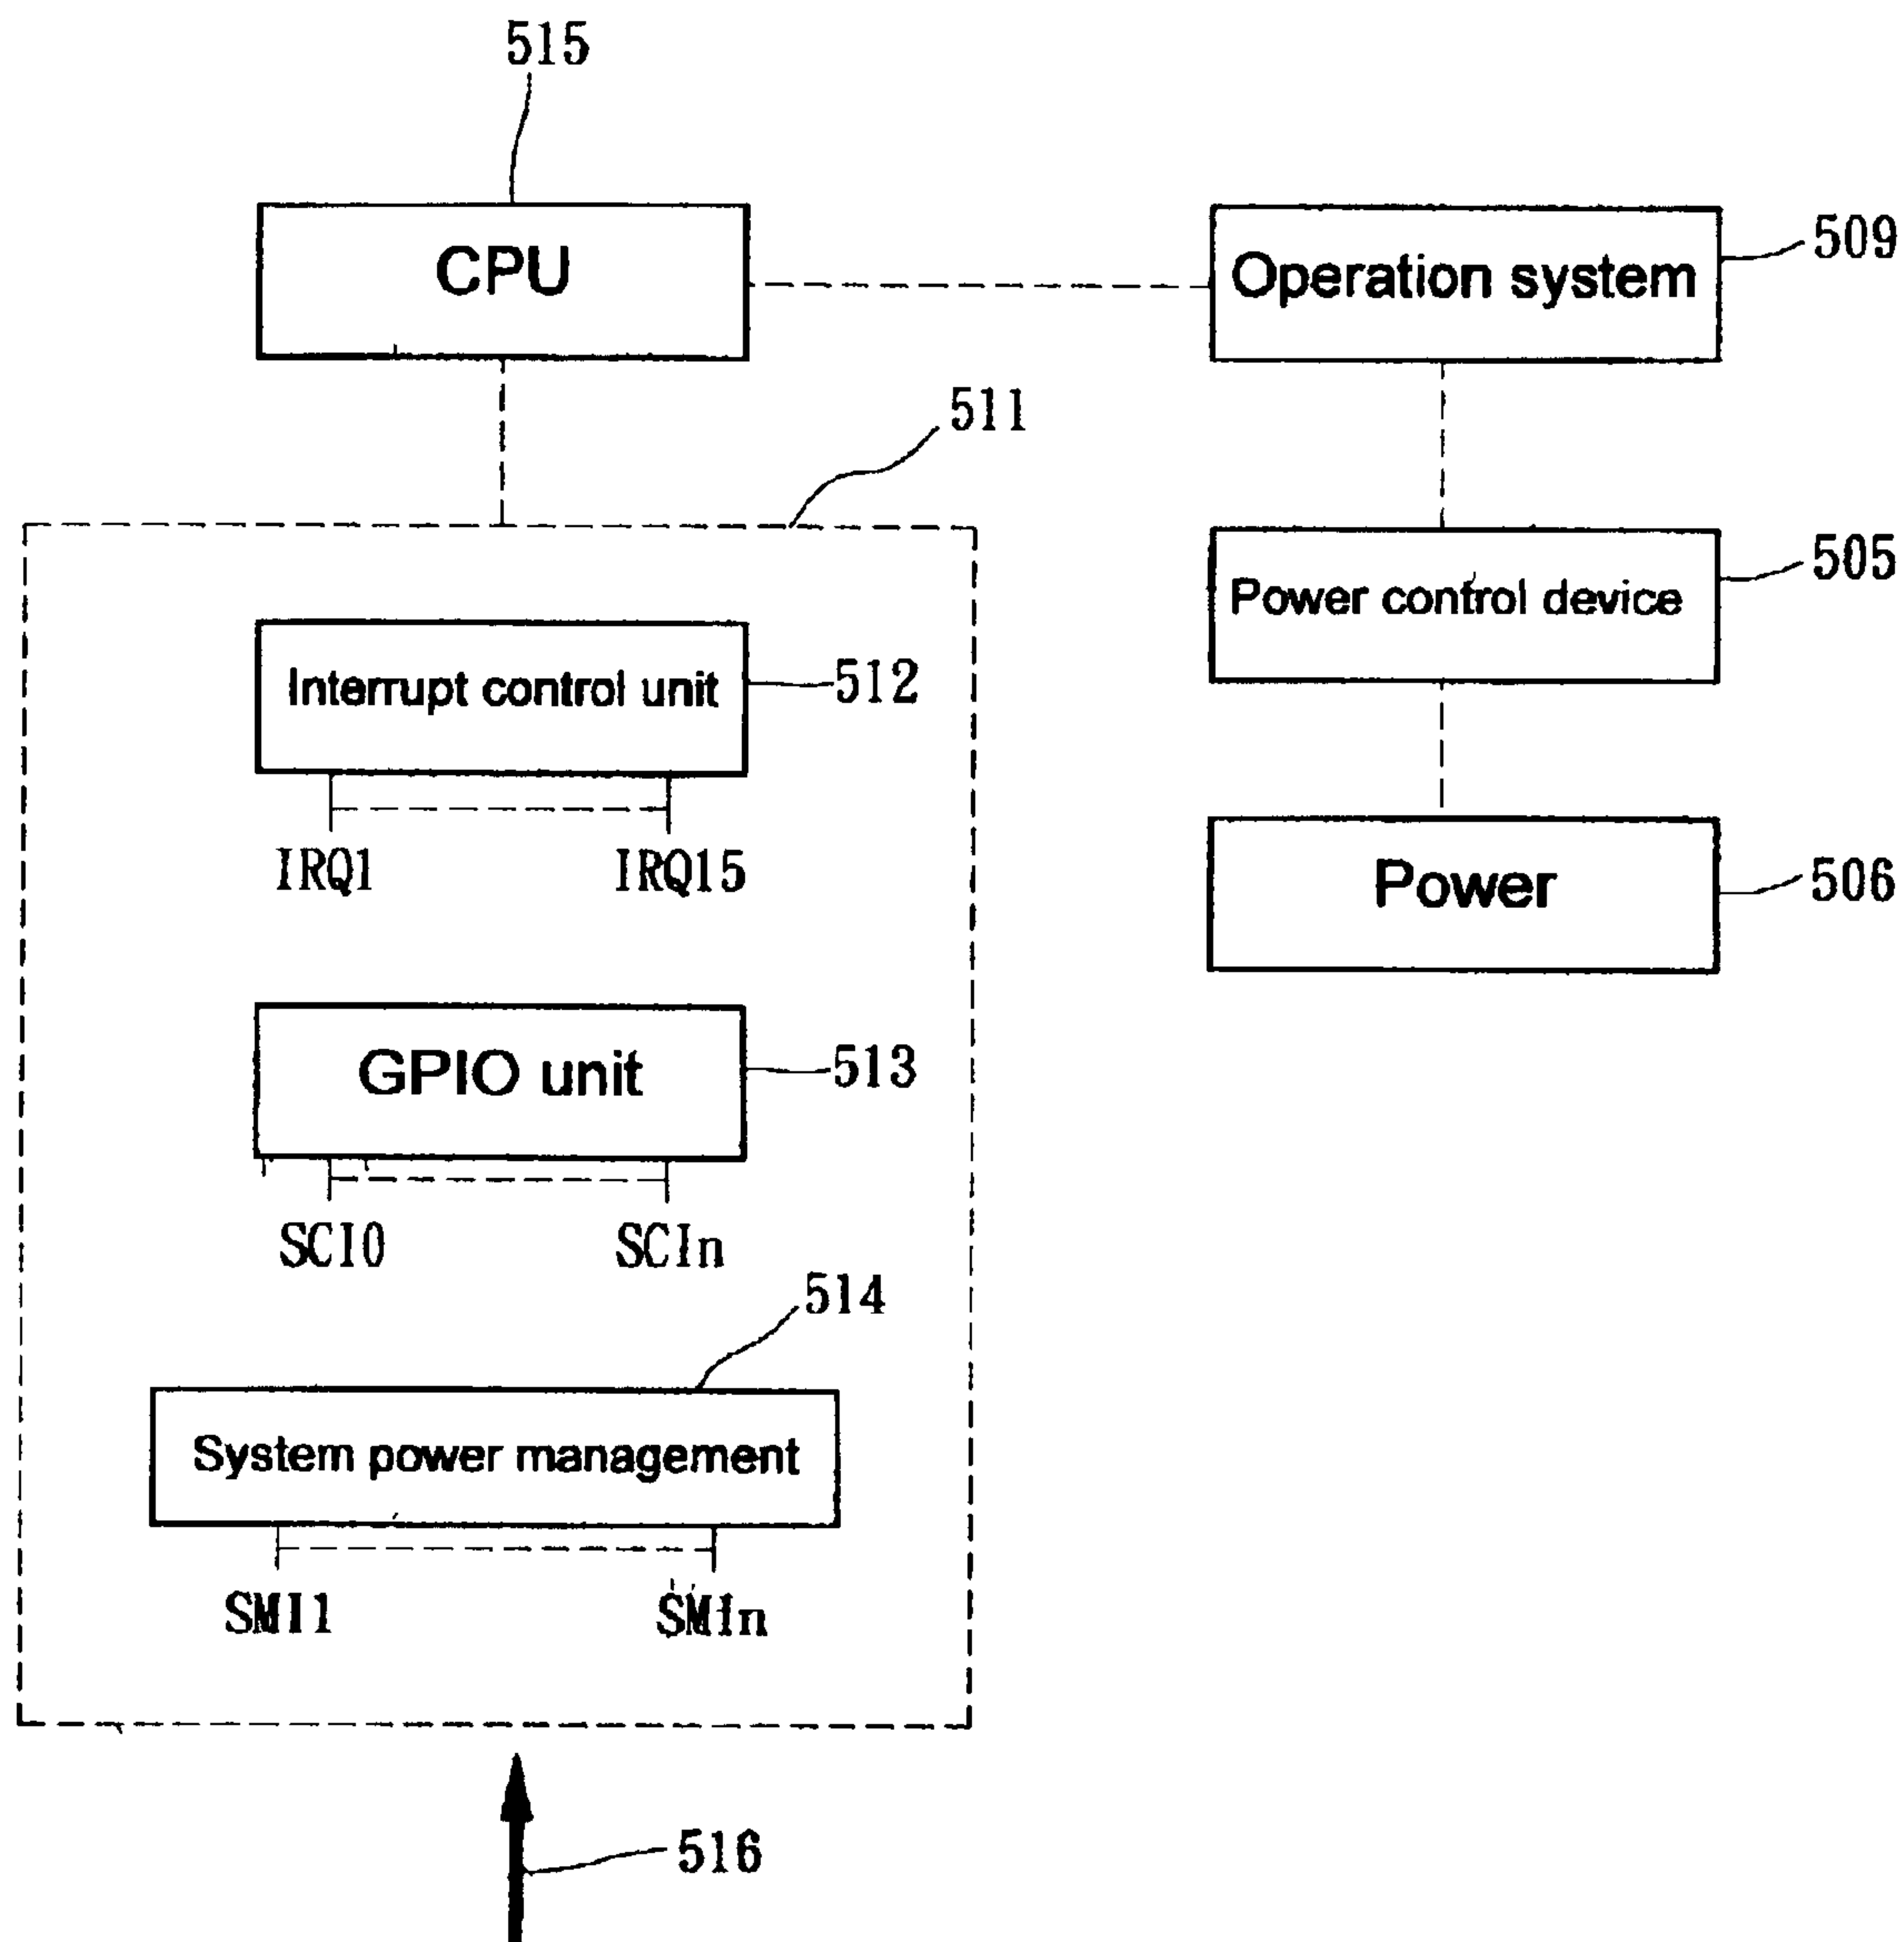 515
CPU
Operation system
509
511
Interrupt control unit
512
IRQ1
IRQ15
Power control device
505
Power
506
GPIO unit
513
SCI0
SCIn
514
System power management
SMI1
SMIn
516